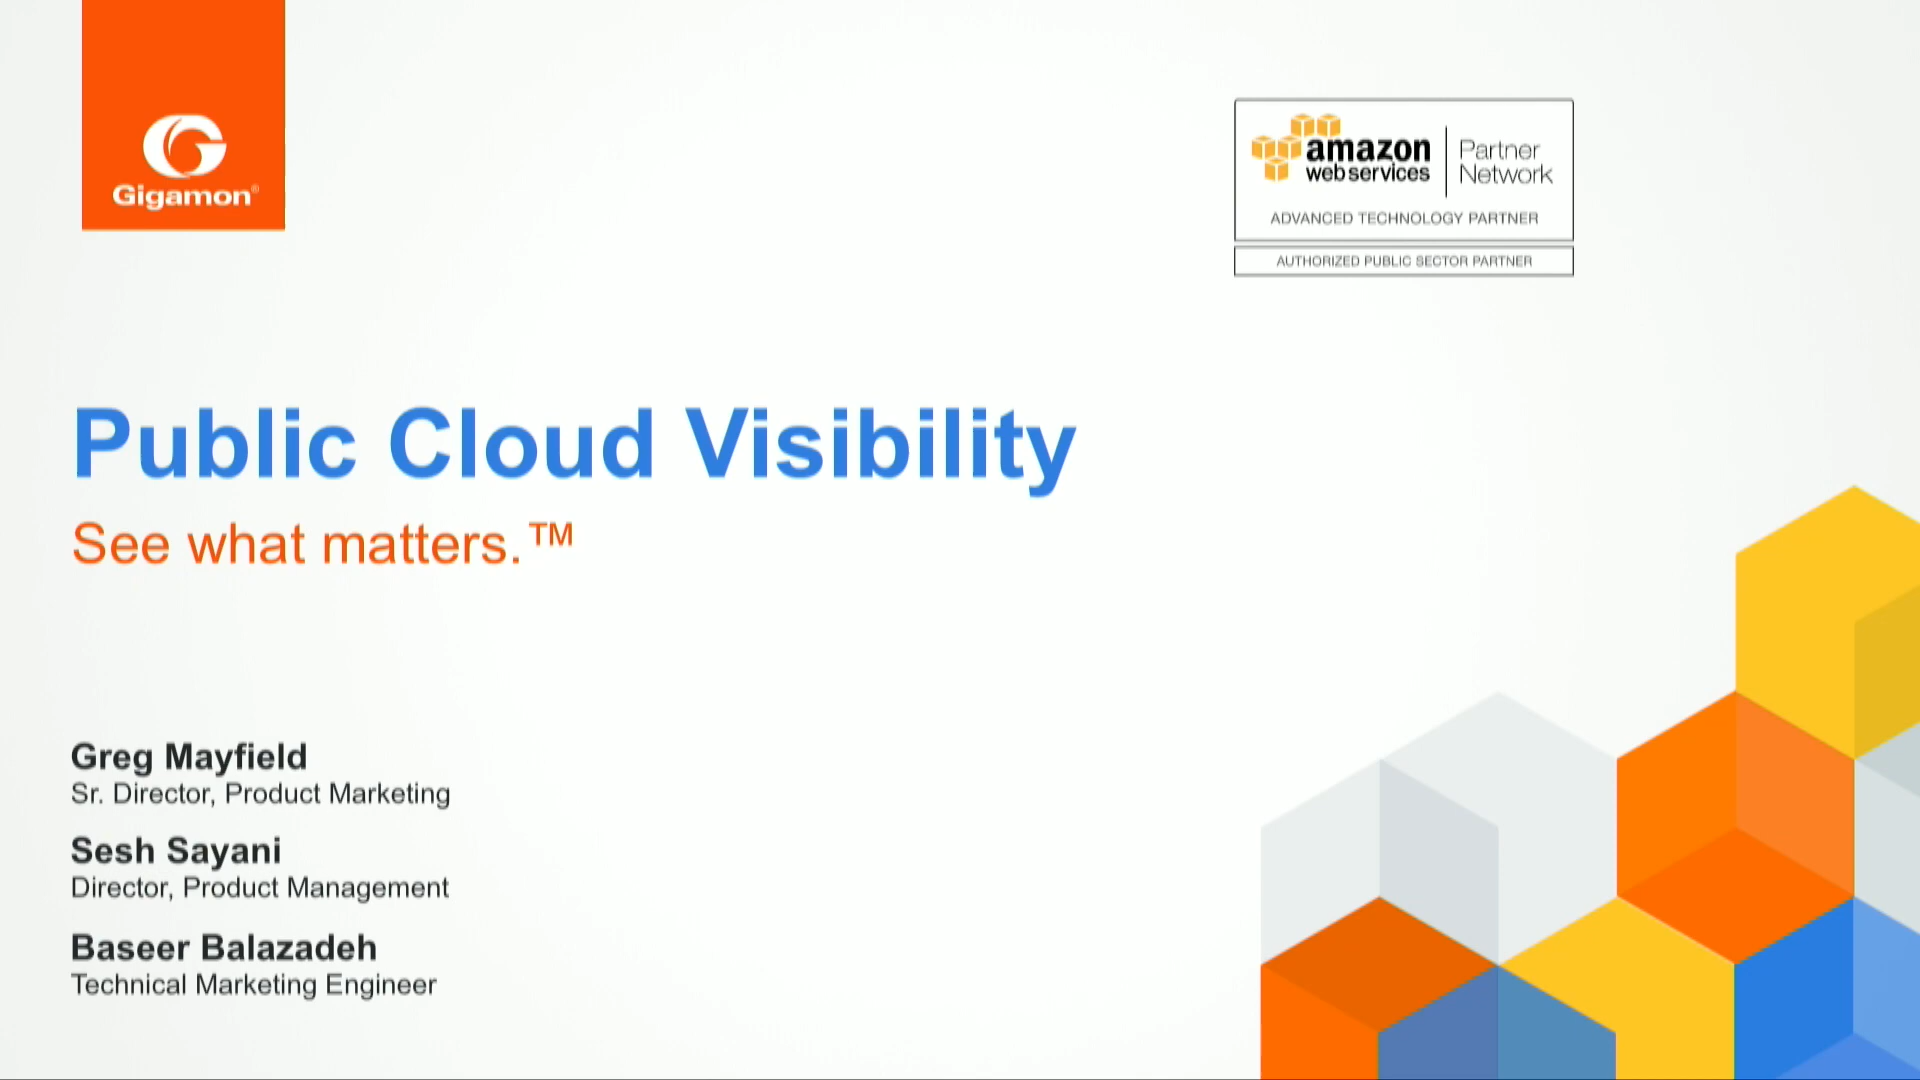 Gigamon®
amazon
web services
Partner
Network
ADVANCED TECHNOLOGY PARTNER
AUTHORIZED PUBLIC SECTOR PARTNER
Public Cloud Visibility
See what matters.™
Greg Mayfield
Sr. Director, Product Marketing
Sesh Sayani
Director, Product Management
Baseer Balazadeh
Technical Marketing Engineer